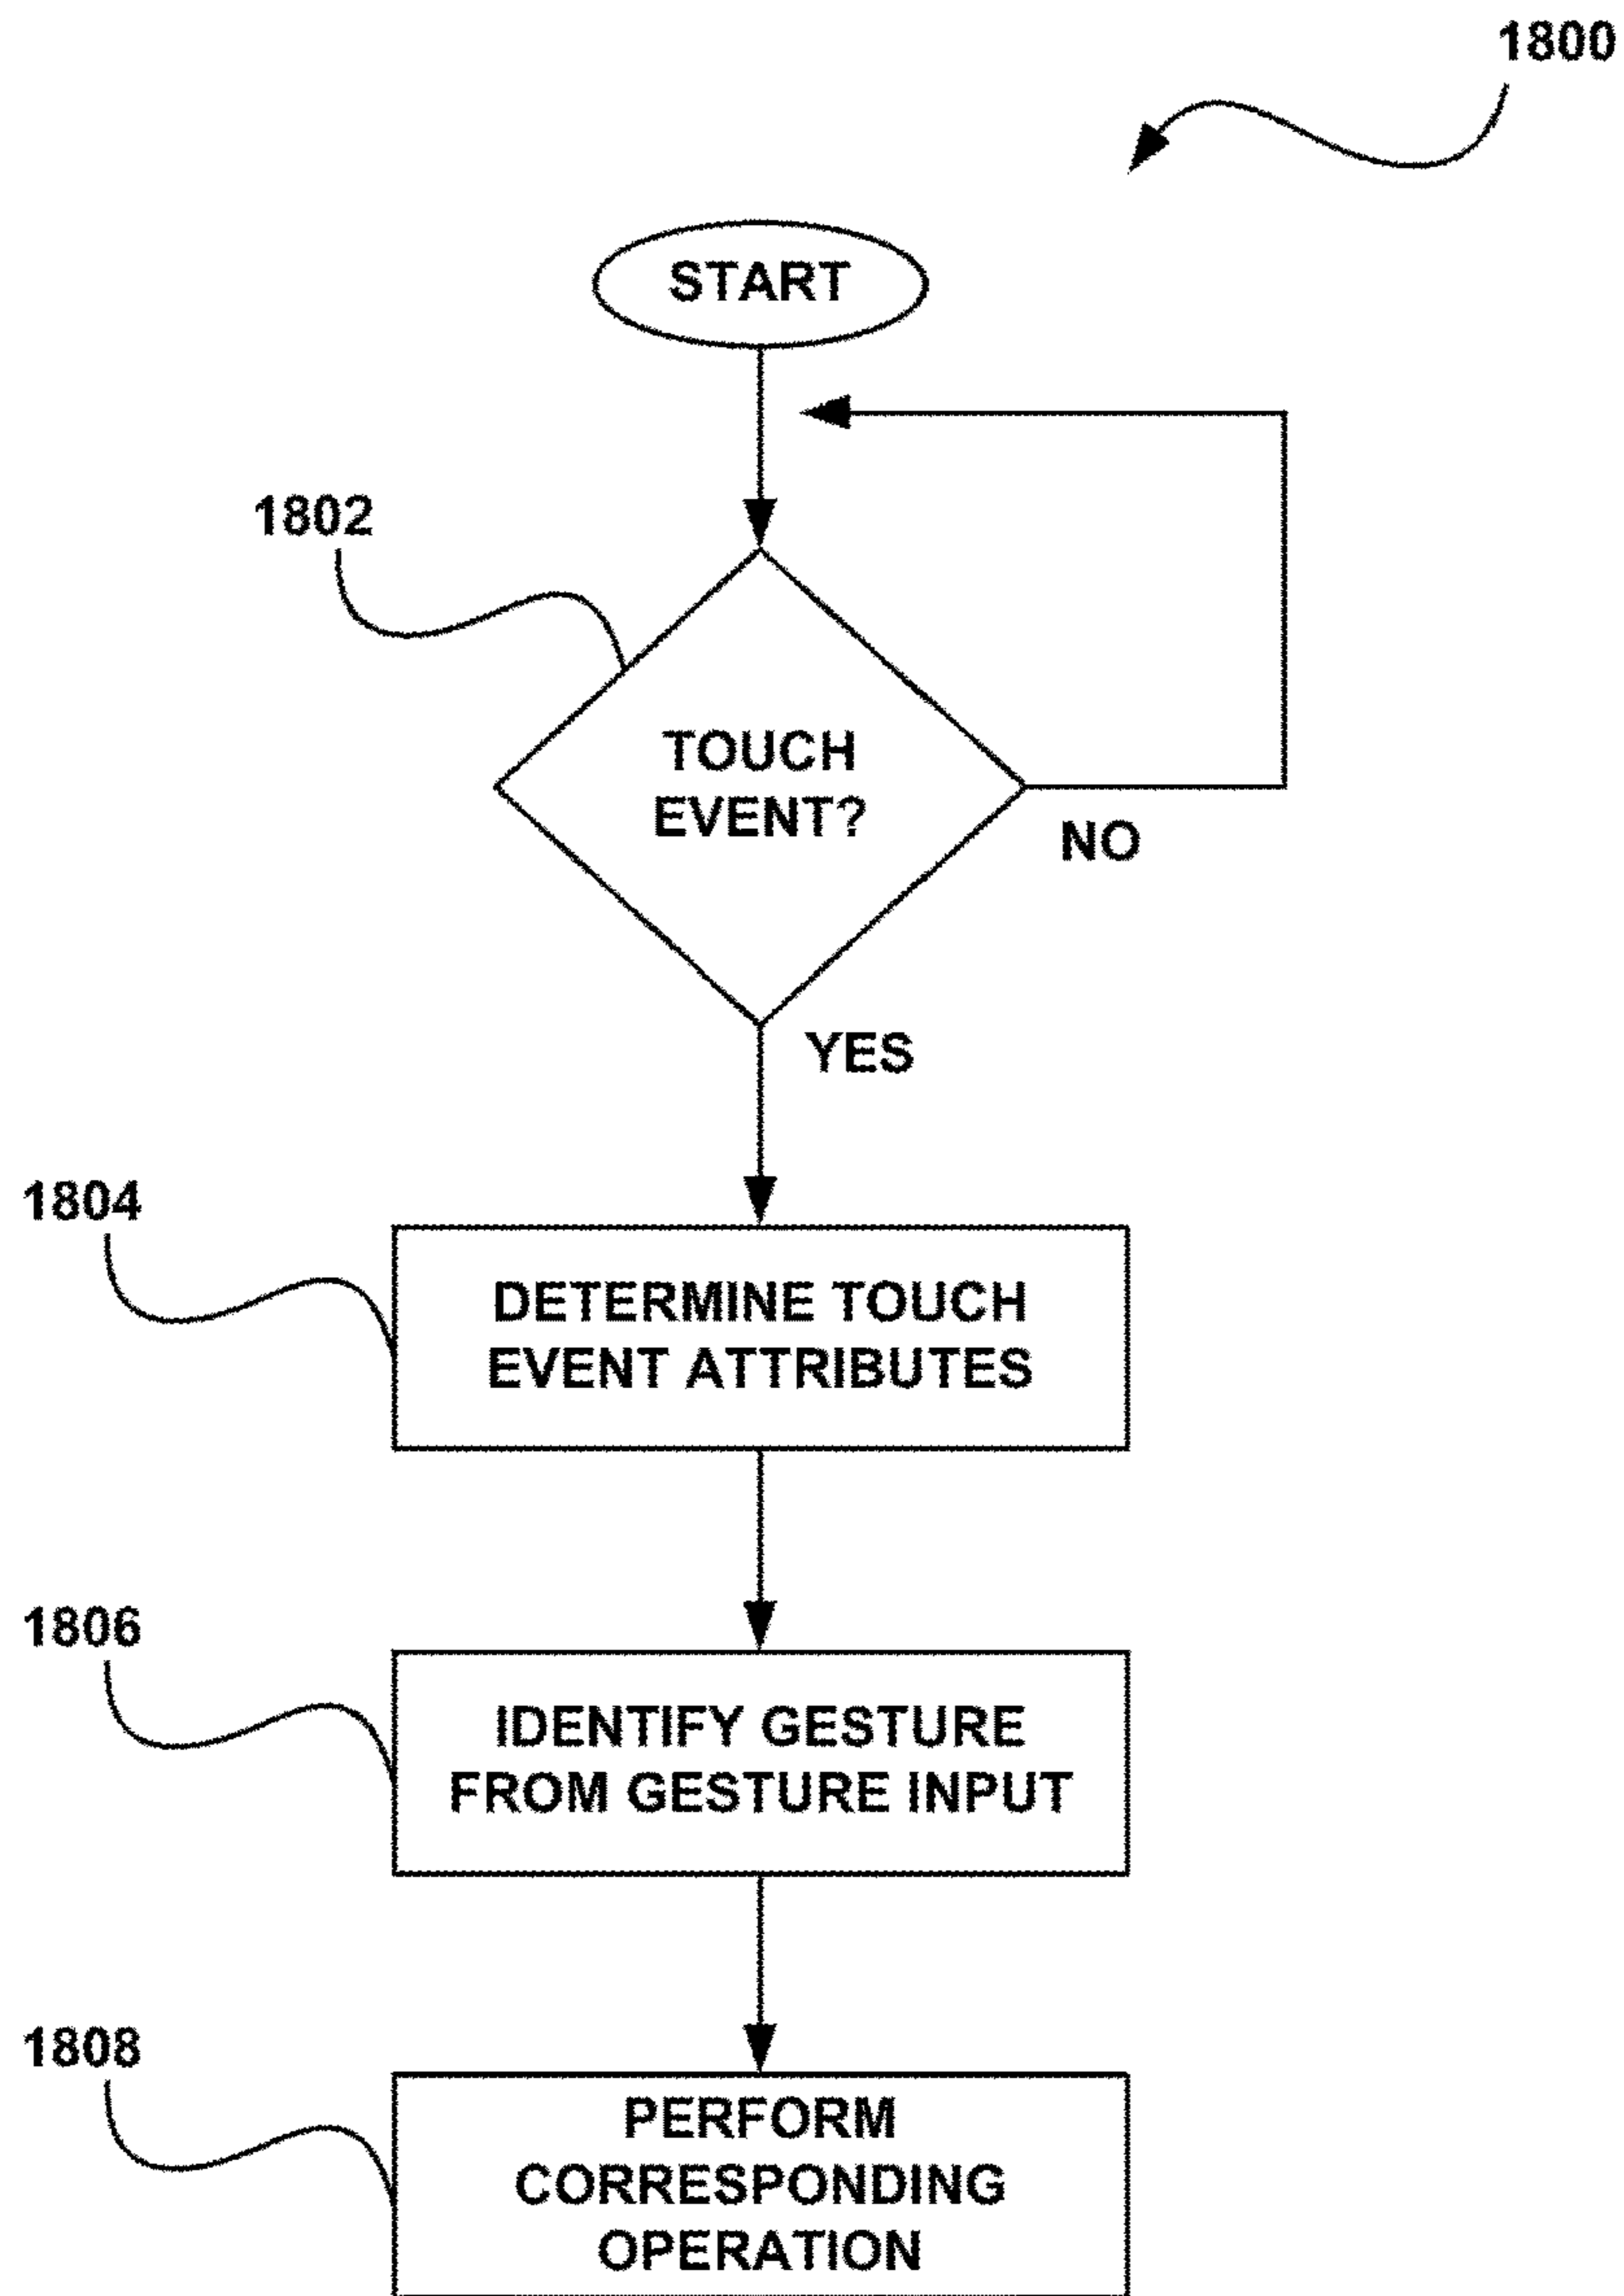 1800
START
1802
TOUCH
EVENT?
NO
YES
1804
DETERMINE TOUCH
EVENT ATTRIBUTES
1806
IDENTIFY GESTURE
FROM GESTURE INPUT
1808
PERFORM
CORRESPONDING
OPERATION